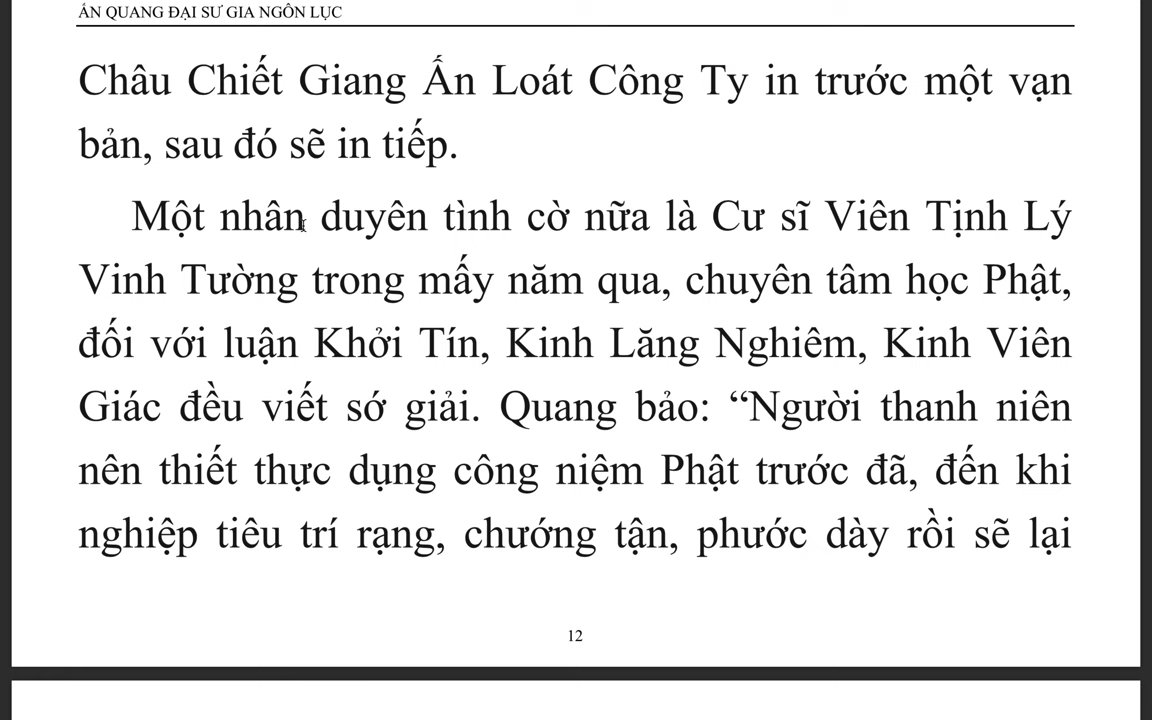 ẤN QUANG ĐẠI SƯ GIA NGÔN LỤC
Châu Chiết Giang Ấn Loát Công Ty in trước một vạn
bản, sau đó sẽ in tiếp.
Một nhân duyên tình cờ nữa là Cư sĩ Viên Tịnh Lý
Vinh Tường trong mấy năm qua, chuyên tâm học Phật,
đối với luận Khởi Tín, Kinh Lăng Nghiêm, Kinh Viên
Giác đều viết sớ giải. Quang bảo: “Người thanh niên
nên thiết thực dụng công niệm Phật trước đã, đến khi
nghiệp tiêu trí rạng, chướng tận, phước dày rồi sẽ lại
12